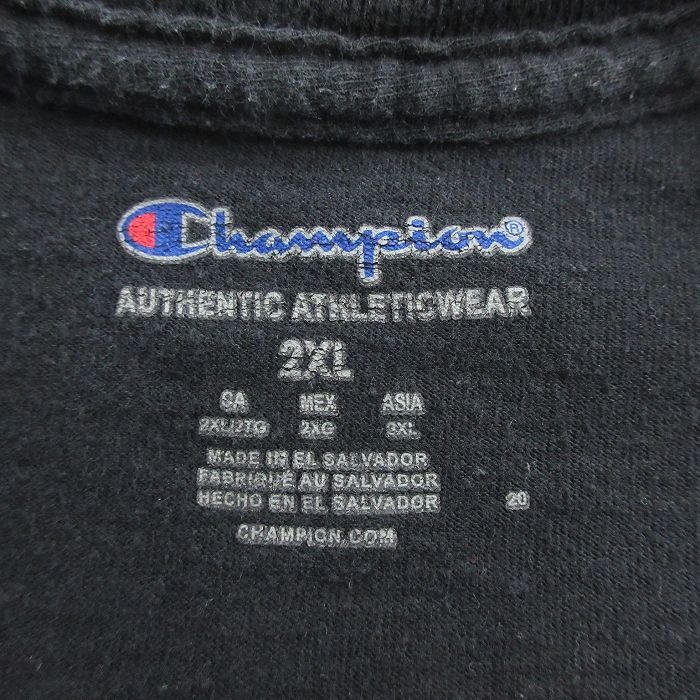 Champion®
AUTHENTIC ATHLETICWEAR
2XL
CA MEX ASIA
2XL/2TG 2XG 3XL
MADE IN EL SALVADOR
FABRIQUÉ AU SALVADOR
HECHO EN EL SALVADOR 20
CHAMPION.COM